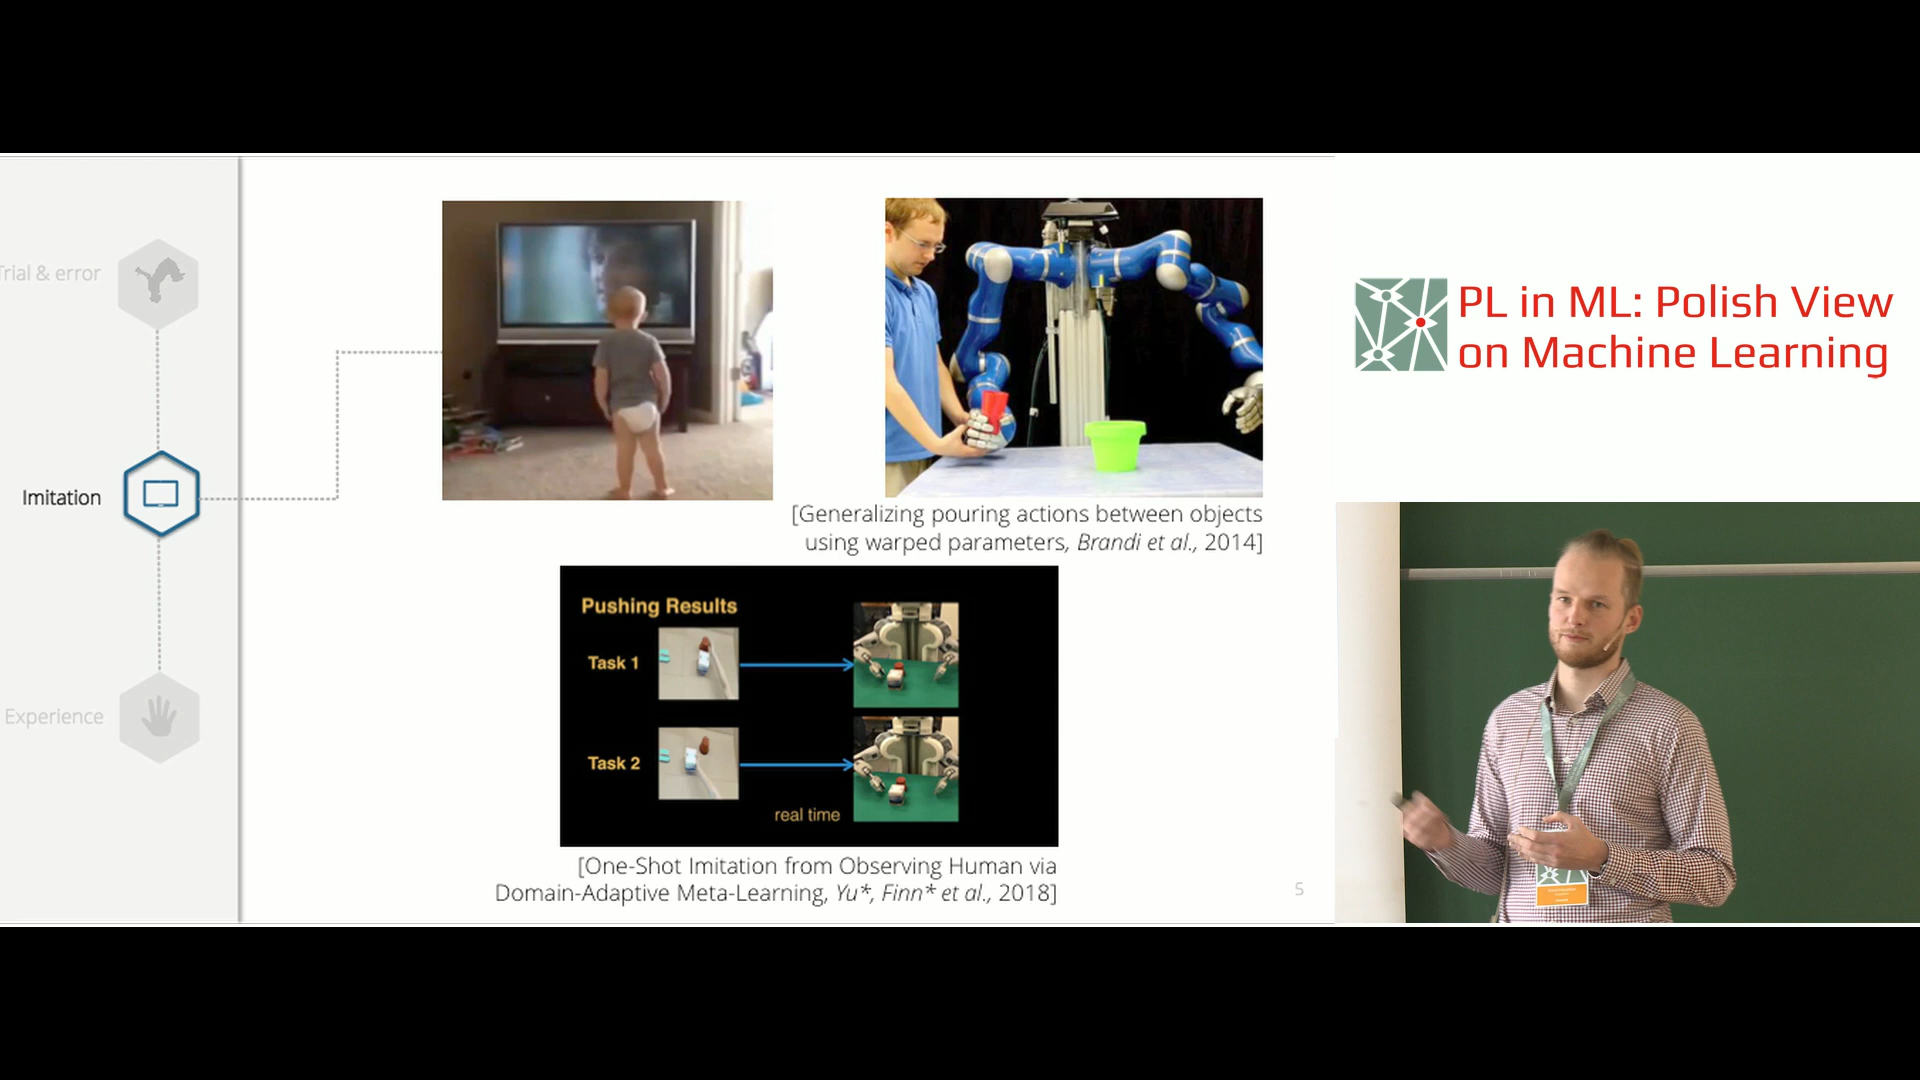 Trial & error
Imitation
Experience
[Generalizing pouring actions between objects
using warped parameters, Brandi et al., 2014]
Pushing Results
Task 1
Task 2
real time
[One-Shot Imitation from Observing Human via
Domain-Adaptive Meta-Learning, Yu*, Finn* et al., 2018]
5
PL in ML: Polish View
on Machine Learning